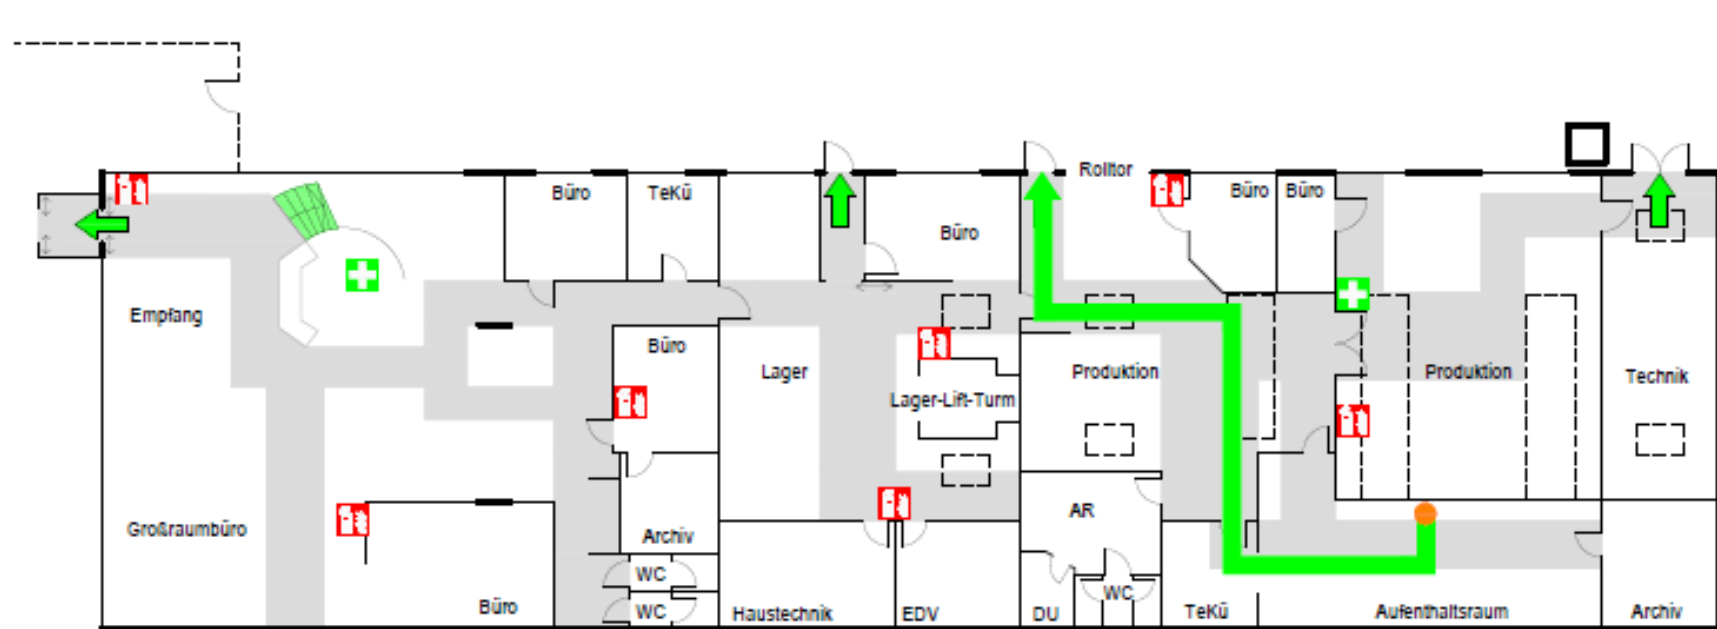 Rolltor
Büro
TeKü
Büro
Büro
Büro
Empfang
Büro
Lager
Produktion
Produktion
Technik
Lager-Lift-Turm
Großraumbüro
Archiv
AR
WC
WC
WC
Büro
Haustechnik
EDV
DU
TeKü
Aufenthaltsraum
Archiv